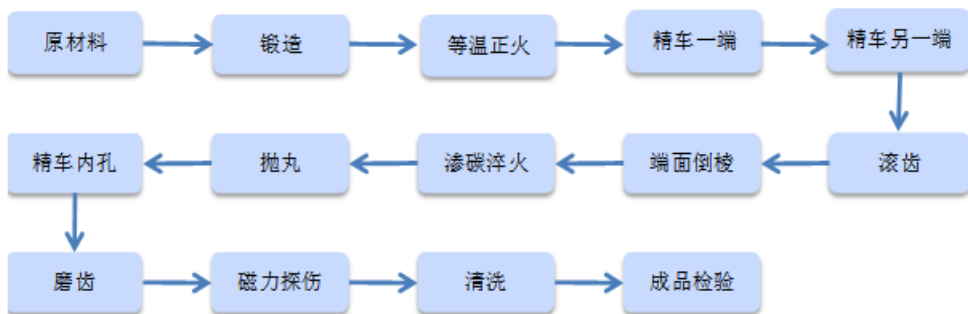 原材料
锻造
等温正火
精车一端
精车另一端
滚齿
端面倒棱
渗碳淬火
抛丸
精车内孔
磨齿
磁力探伤
清洗
成品检验